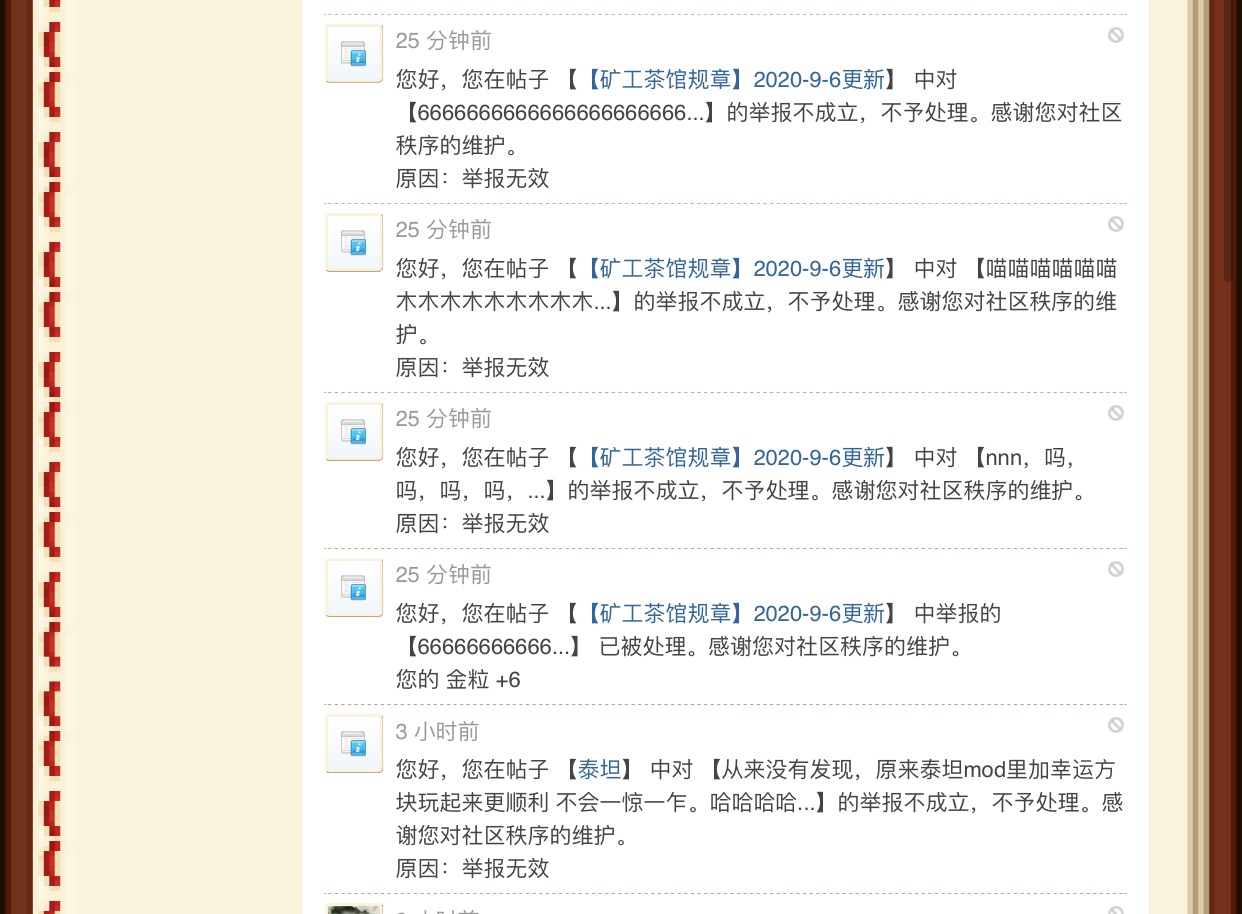 25 分钟前
您好，您在帖子 【【矿工茶馆规章】2020-9-6更新】 中对
【6666666666666666666666...】的举报不成立，不予处理。感谢您对社区
秩序的维护。
原因：举报无效
25 分钟前
您好，您在帖子 【【矿工茶馆规章】2020-9-6更新】 中对 【喵喵喵喵喵喵
木木木木木木木木木...】的举报不成立，不予处理。感谢您对社区秩序的维
护。
原因：举报无效
25 分钟前
您好，您在帖子 【【矿工茶馆规章】2020-9-6更新】 中对 【nnn，吗，
吗，吗，吗，...】的举报不成立，不予处理。感谢您对社区秩序的维护。
原因：举报无效
25 分钟前
您好，您在帖子 【【矿工茶馆规章】2020-9-6更新】 中举报的
【66666666666...】 已被处理。感谢您对社区秩序的维护。
您的 金粒 +6
3 小时前
您好，您在帖子 【泰坦】 中对 【从来没有发现，原来泰坦mod里加幸运方
块玩起来更顺利 不会一惊一乍。哈哈哈哈...】的举报不成立，不予处理。感
谢您对社区秩序的维护。
原因：举报无效